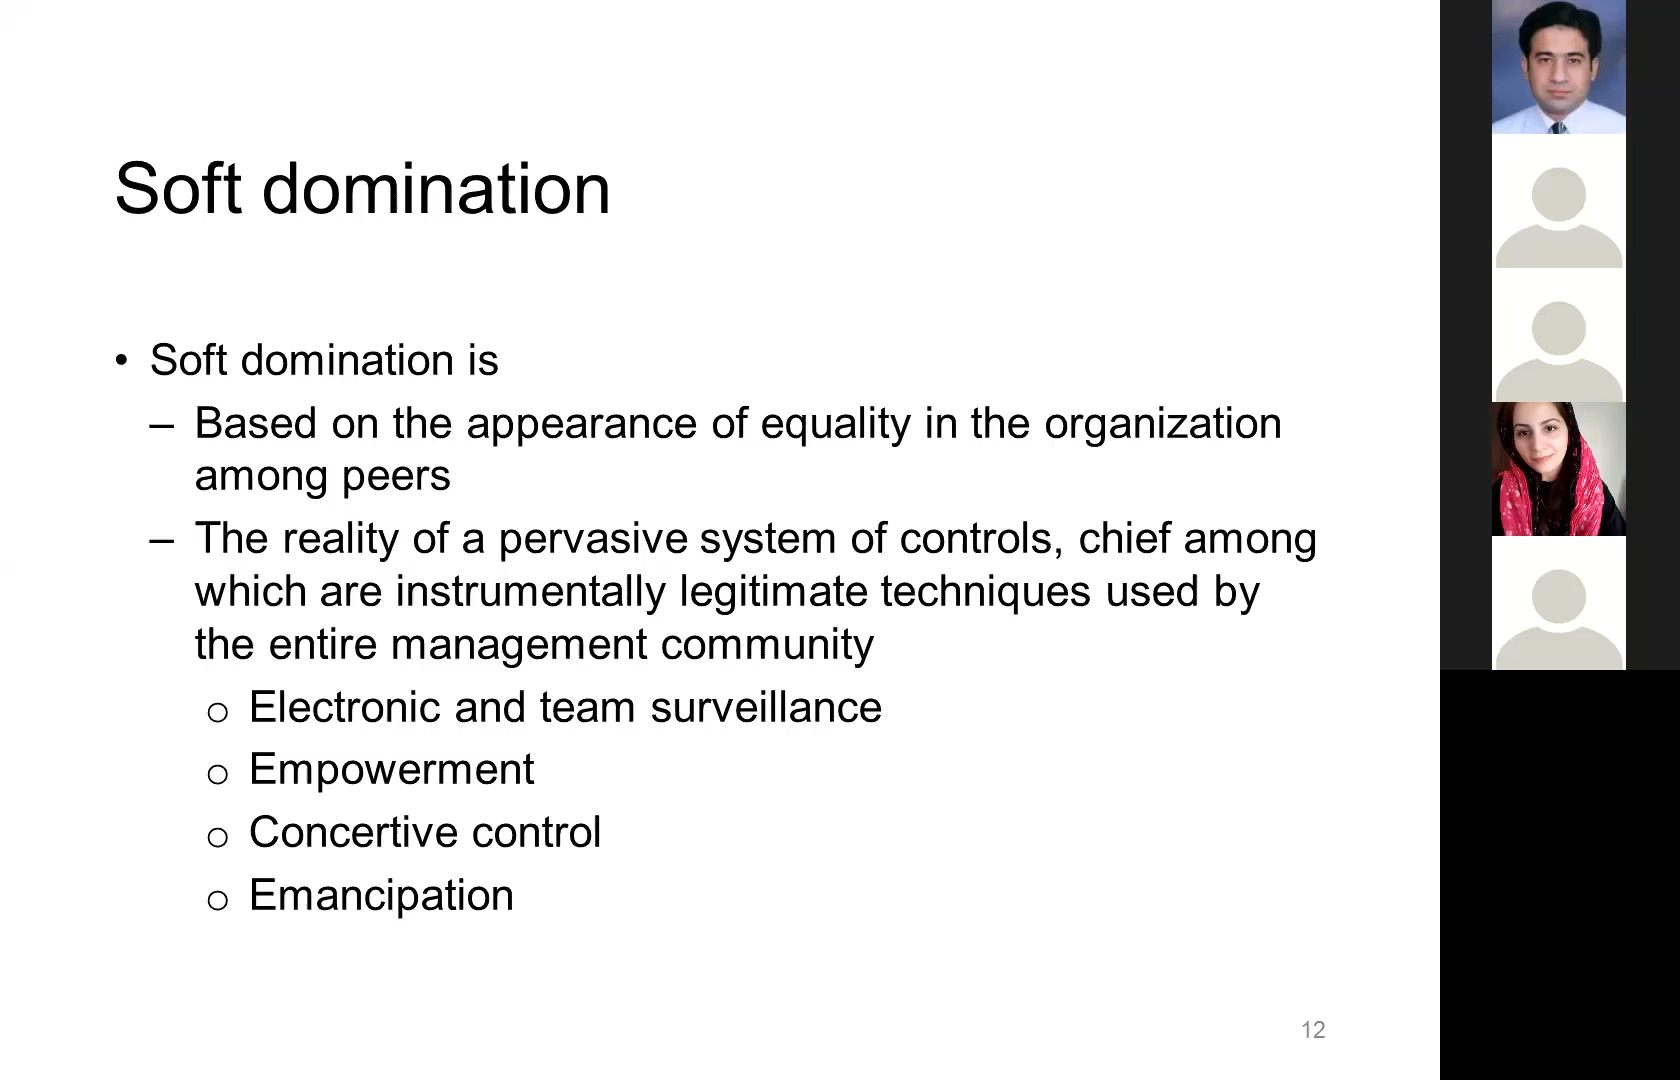 Soft domination
• Soft domination is
– Based on the appearance of equality in the organization
among peers
– The reality of a pervasive system of controls, chief among
which are instrumentally legitimate techniques used by
the entire management community
o Electronic and team surveillance
o Empowerment
o Concertive control
o Emancipation
12